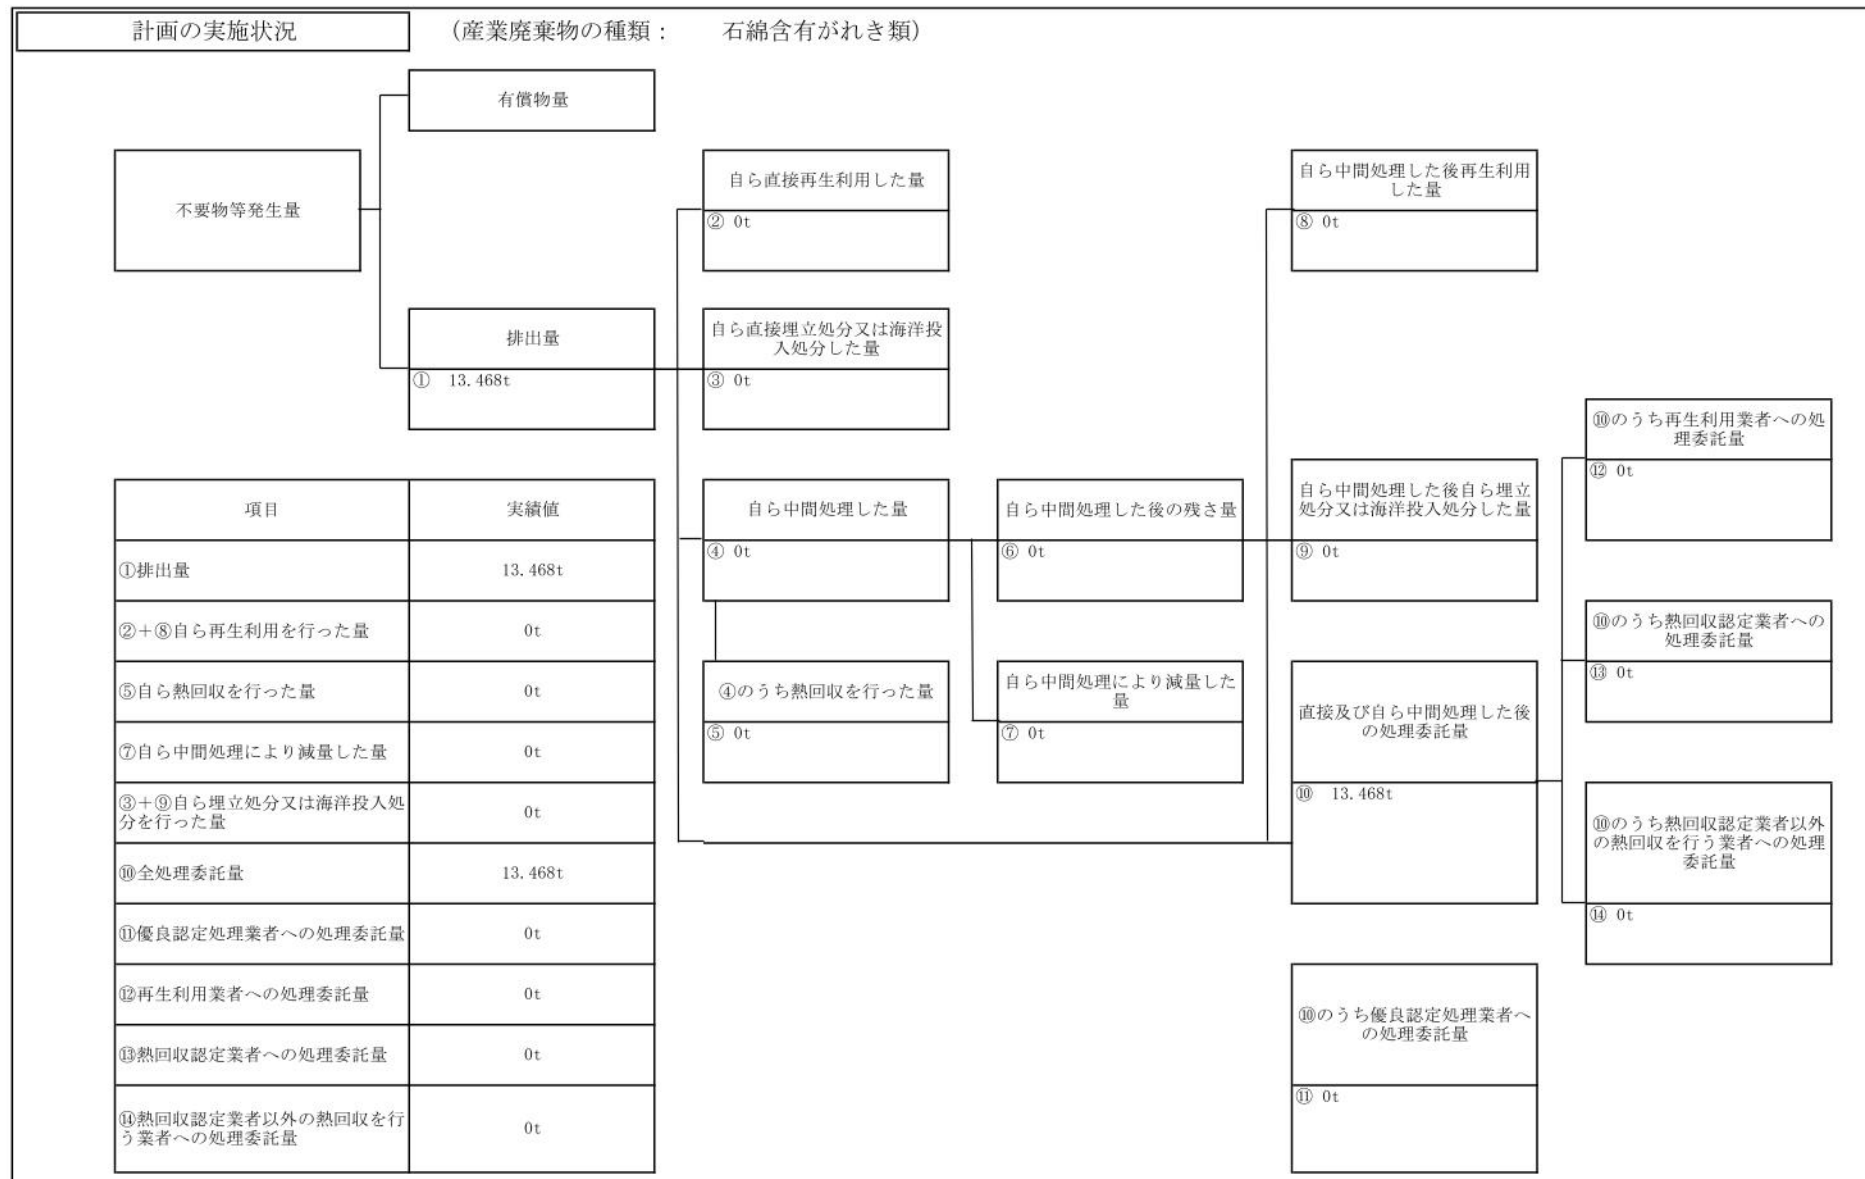 計画の実施状況
(産業廃棄物の種類： 石綿含有がれき類)
有償物量
不要物等発生量
自ら直接再生利用した量
② 0t
自ら中間処理した後再生利用
した量
⑧ 0t
排出量
① 13.468t
自ら直接埋立処分又は海洋投
入処分した量
③ 0t
⑩のうち再生利用業者への処
理委託量
⑫ 0t
自ら中間処理した量
④ 0t
自ら中間処理した後の残さ量
⑥ 0t
自ら中間処理した後自ら埋立
処分又は海洋投入処分した量
⑨ 0t
⑩のうち熱回収認定業者への
処理委託量
⑬ 0t
④のうち熱回収を行った量
⑤ 0t
自ら中間処理により減量した
量
⑦ 0t
直接及び自ら中間処理した後
の処理委託量
⑩ 13.468t
⑩のうち熱回収認定業者以外
の熱回収を行う業者への処理
委託量
⑭ 0t
⑩のうち優良認定処理業者へ
の処理委託量
⑪ 0t
項目 実績値
①排出量 13.468t
②＋⑧自ら再生利用を行った量 0t
⑤自ら熱回収を行った量 0t
⑦自ら中間処理により減量した量 0t
③＋⑨自ら埋立処分又は海洋投入処
分を行った量 0t
⑩全処理委託量 13.468t
⑪優良認定処理業者への処理委託量 0t
⑫再生利用業者への処理委託量 0t
⑬熱回収認定業者への処理委託量 0t
⑭熱回収認定業者以外の熱回収を行
う業者への処理委託量 0t